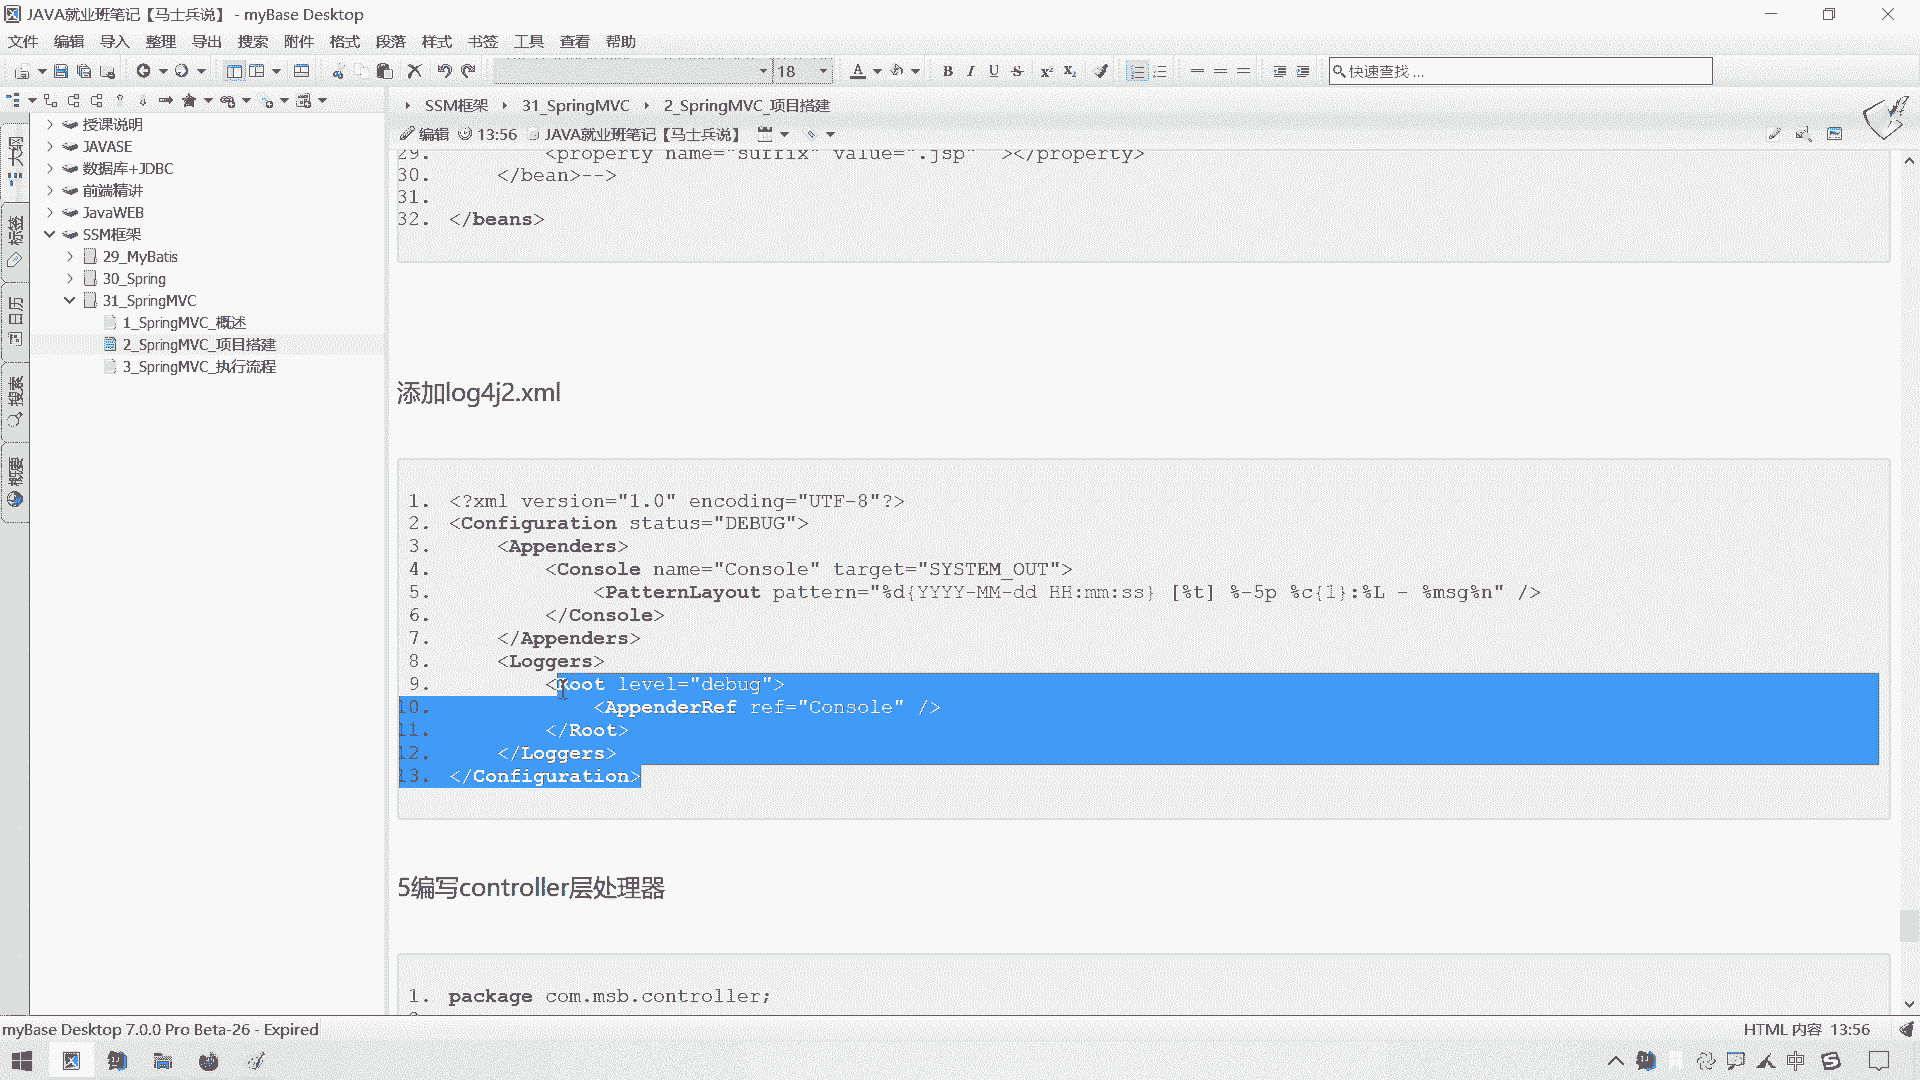 JAVA就业班笔记【马士兵说】 - myBase Desktop
文件 编辑 导入 整理 导出 搜索 附件 格式 段落 样式 书签 工具 查看 帮助
18
快速查找 ...
大纲
标签
日历
搜索
概要
授课说明
JAVASE
数据库+JDBC
前端精讲
JavaWEB
SSM框架
29_MyBatis
30_Spring
31_SpringMVC
1_SpringMVC_概述
2_SpringMVC_项目搭建
3_SpringMVC_执行流程
SSM框架 31_SpringMVC 2_SpringMVC_项目搭建
编辑 13:56 JAVA就业班笔记【马士兵说】
29. <property name="suffix" value=".jsp" ></property>
30. </bean>-->
31.
32. </beans>
添加log4j2.xml
1. <?xml version="1.0" encoding="UTF-8"?>
2. <Configuration status="DEBUG">
3. <Appenders>
4. <Console name="Console" target="SYSTEM_OUT">
5. <PatternLayout pattern="%d{YYYY-MM-dd HH:mm:ss} [%t] %-5p %c{1}:%L - %msg%n" />
6. </Console>
7. </Appenders>
8. <Loggers>
9. <Root level="debug">
10. <AppenderRef ref="Console" />
11. </Root>
12. </Loggers>
13. </Configuration>
5编写controller层处理器
1. package com.msb.controller;
myBase Desktop 7.0.0 Pro Beta-26 - Expired
HTML 内容 13:56
中